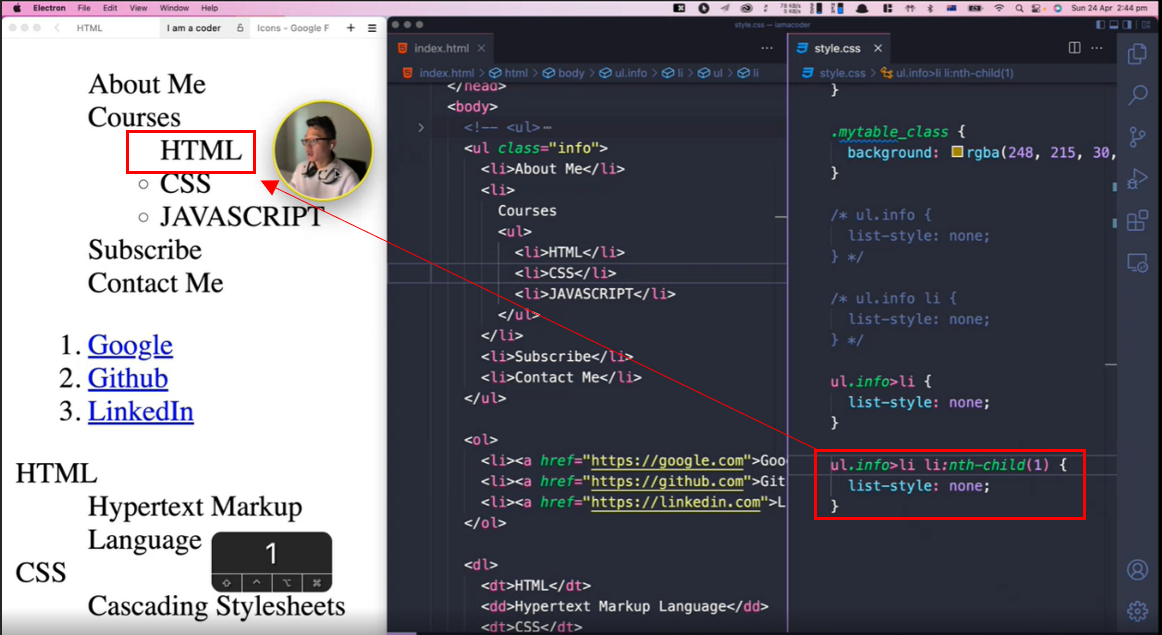 Electron File Edit View Window Help
Sun 24 Apr 2:44 pm
HTML I am a coder Icons - Google F
style.css — iamacoder
About Me
Courses
HTML
CSS
JAVASCRIPT
Subscribe
Contact Me
1. Google
2. Github
3. LinkedIn
HTML
Hypertext Markup
Language
CSS
Cascading Stylesheets
1
index.html
index.html > html > body > ul.info > li > ul > li
</head>
<body>
<!-- <ul>
<ul class="info">
<li>About Me</li>
<li>
Courses
<ul>
<li>HTML</li>
<li>CSS</li>
<li>JAVASCRIPT</li>
</ul>
</li>
<li>Subscribe</li>
<li>Contact Me</li>
</ul>
<ol>
<li><a href="https://google.com">Goo
<li><a href="https://github.com">Git
<li><a href="https://linkedin.com">L
</ol>
<dl>
<dt>HTML</dt>
<dd>Hypertext Markup Language</dd>
<dt>CSS</dt>
style.css
style.css > ul.info>li li:nth-child(1)
}
.mytable_class {
background: rgba(248, 215, 30,
}
/* ul.info {
list-style: none;
} */
/* ul.info li {
list-style: none;
} */
ul.info>li {
list-style: none;
}
ul.info>li li:nth-child(1) {
list-style: none;
}